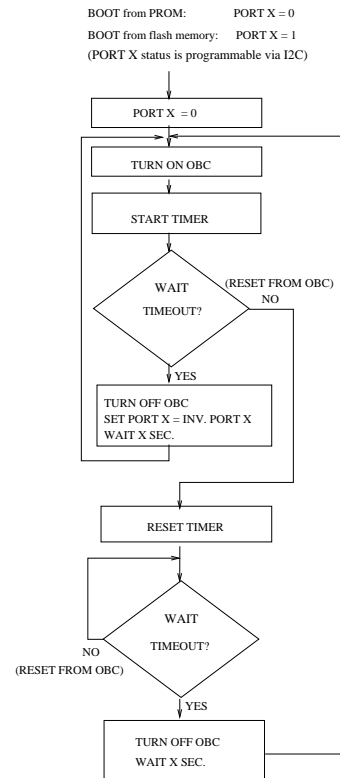 BOOT from PROM: PORT X = 0
BOOT from flash memory: PORT X = 1
(PORT X status is programmable via I2C)
PORT X = 0
TURN ON OBC
START TIMER
WAIT
TIMEOUT?
(RESET FROM OBC)
NO
YES
TURN OFF OBC
SET PORT X = INV. PORT X
WAIT X SEC.
RESET TIMER
WAIT
TIMEOUT?
NO
(RESET FROM OBC)
YES
TURN OFF OBC
WAIT X SEC.